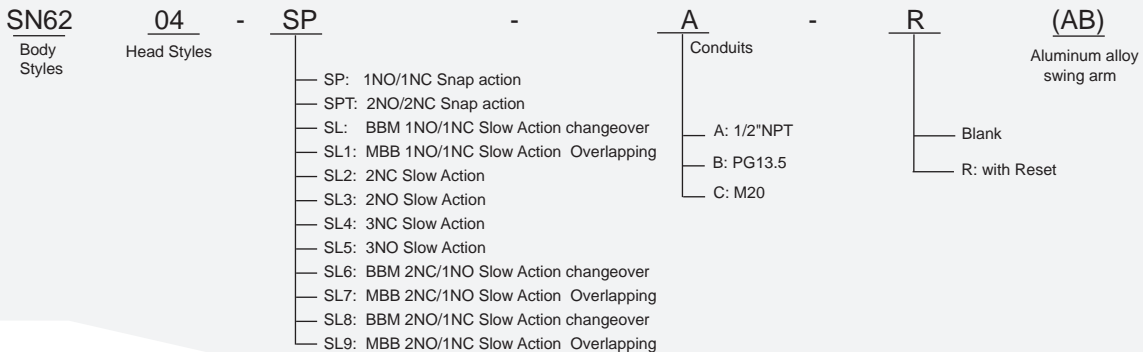 SN62 04 - SP - A - R (AB)
Body Styles
Head Styles
Conduits
Aluminum alloy swing arm
SP: 1NO/1NC Snap action
SPT: 2NO/2NC Snap action
SL: BBM 1NO/1NC Slow Action changeover
SL1: MBB 1NO/1NC Slow Action Overlapping
SL2: 2NC Slow Action
SL3: 2NO Slow Action
SL4: 3NC Slow Action
SL5: 3NO Slow Action
SL6: BBM 2NC/1NO Slow Action changeover
SL7: MBB 2NC/1NO Slow Action Overlapping
SL8: BBM 2NO/1NC Slow Action changeover
SL9: MBB 2NO/1NC Slow Action Overlapping
A: 1/2"NPT
B: PG13.5
C: M20
Blank
R: with Reset